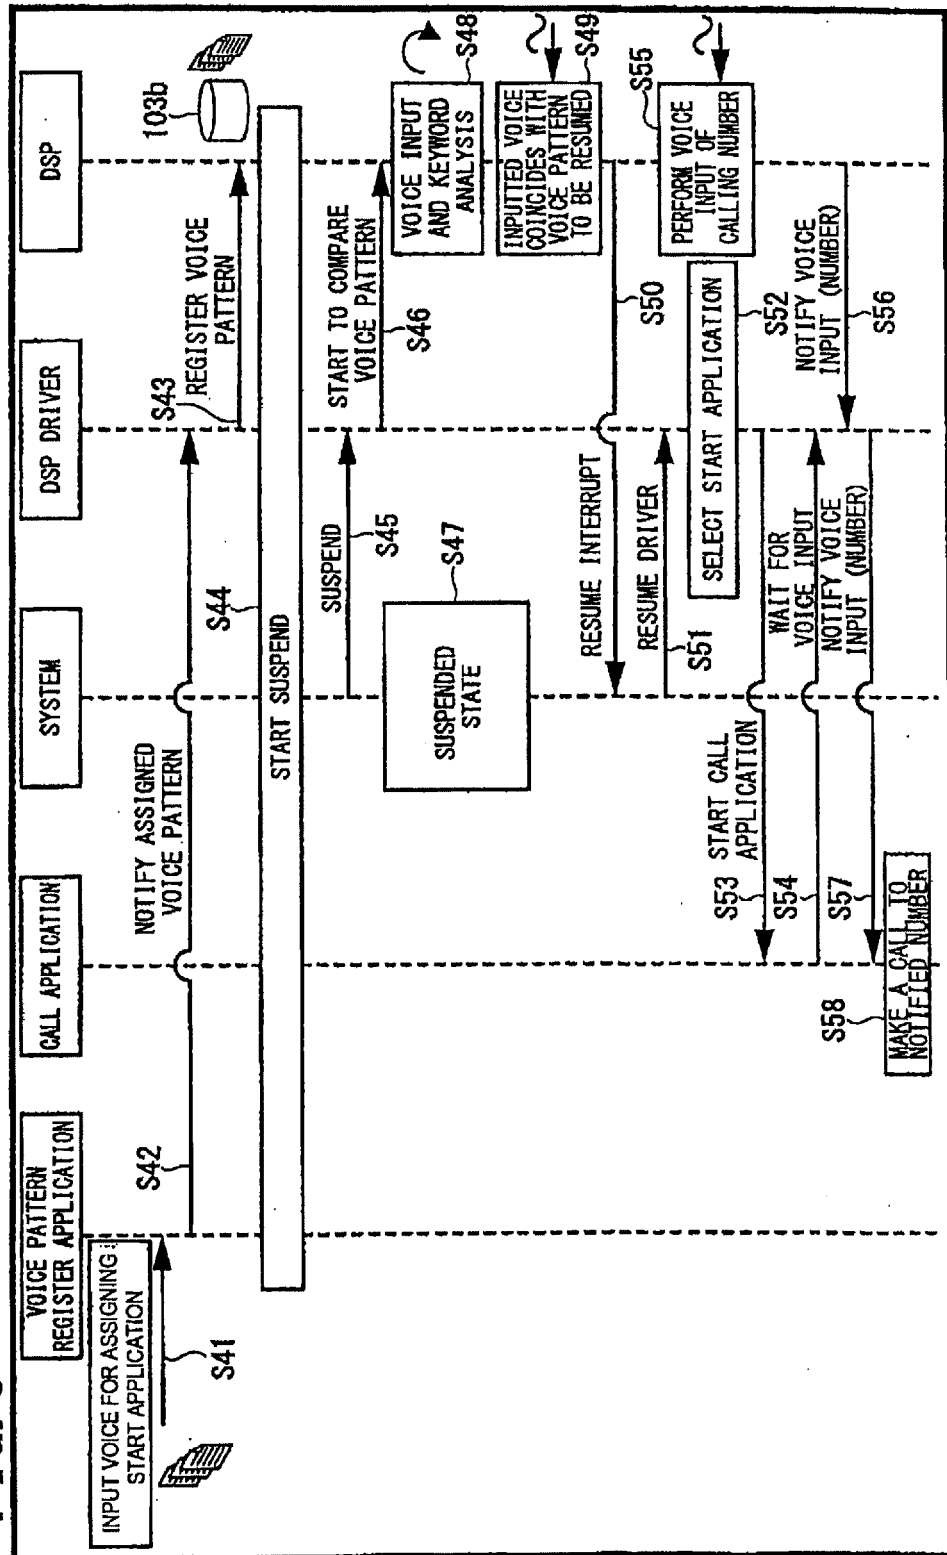 VOICE PATTERN
REGISTER APPLICATION
CALL APPLICATION
SYSTEM
DSP DRIVER
DSP
INPUT VOICE FOR ASSIGNING
START APPLICATION
S41
S42
NOTIFY ASSIGNED
VOICE PATTERN
S43
REGISTER VOICE
PATTERN
103b
S44
START SUSPEND
SUSPEND
S45
START TO COMPARE
VOICE PATTERN
S46
SUSPENDED
STATE
S47
VOICE INPUT
AND KEYWORD
ANALYSIS
S48
INPUTTED VOICE
COINCIDES WITH
VOICE PATTERN
TO BE RESUMED
S49
RESUME INTERRUPT
S50
RESUME DRIVER
S51
SELECT START APPLICATION
S52
PERFORM VOICE
INPUT OF
CALLING NUMBER
S55
START CALL
APPLICATION
S53
WAIT FOR
VOICE INPUT
S54
NOTIFY VOICE
INPUT (NUMBER)
S56
NOTIFY VOICE
INPUT (NUMBER)
S57
MAKE A CALL TO
NOTIFIED NUMBER
S58